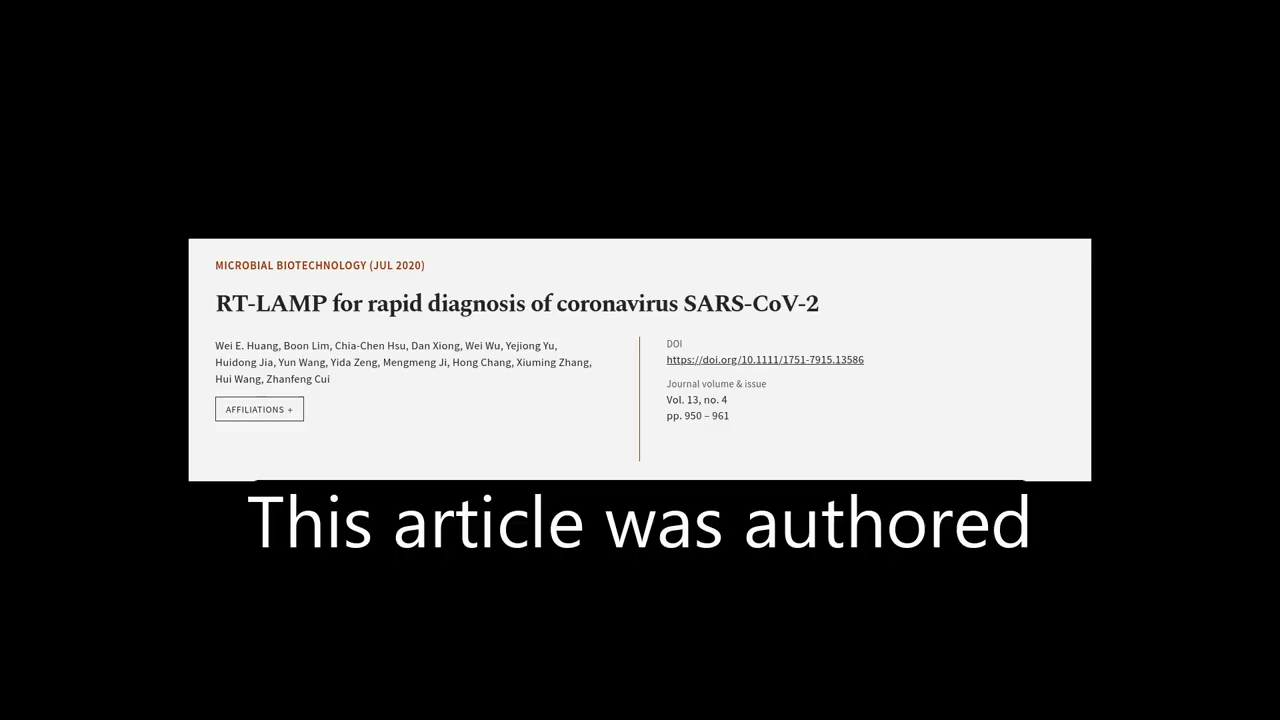 MICROBIAL BIOTECHNOLOGY (JUL 2020)
RT-LAMP for rapid diagnosis of coronavirus SARS-CoV-2
Wei E. Huang, Boon Lim, Chia-Chen Hsu, Dan Xiong, Wei Wu, Yejiong Yu,
Huidong Jia, Yun Wang, Yida Zeng, Mengmeng Ji, Hong Chang, Xiuming Zhang,
Hui Wang, Zhanfeng Cui
AFFILIATIONS +
DOI
https://doi.org/10.1111/1751-7915.13586
Journal volume & issue
Vol. 13, no. 4
pp. 950 – 961
This article was authored